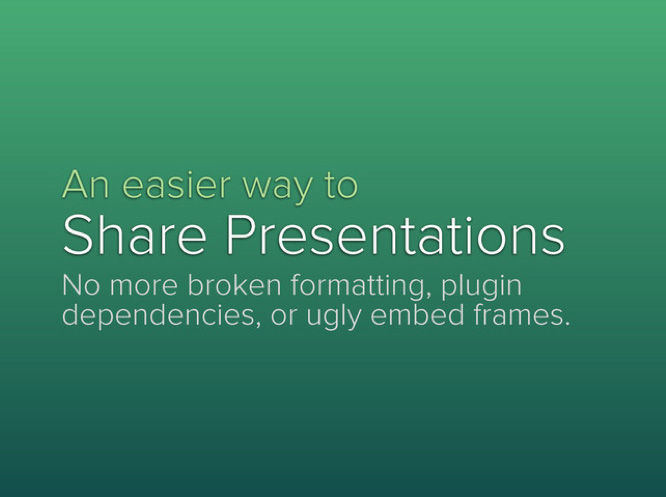 An easier way to
Share Presentations
No more broken formatting, plugin
dependencies, or ugly embed frames.